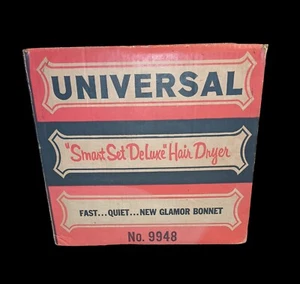 UNIVERSAL
"Smart Set DeLuxe" Hair Dryer
FAST...QUIET...NEW GLAMOR BONNET
No. 9948